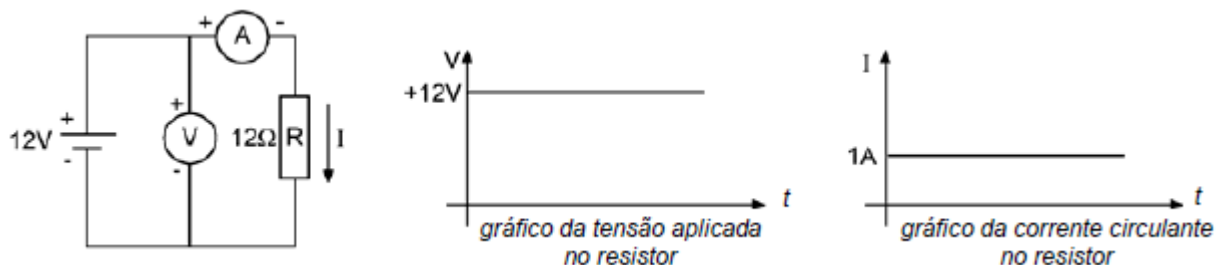 + A -
+
12V
-
+
V
-
12Ω R I
V
+12V
t
gráfico da tensão aplicada
no resistor
I
1A
t
gráfico da corrente circulante
no resistor